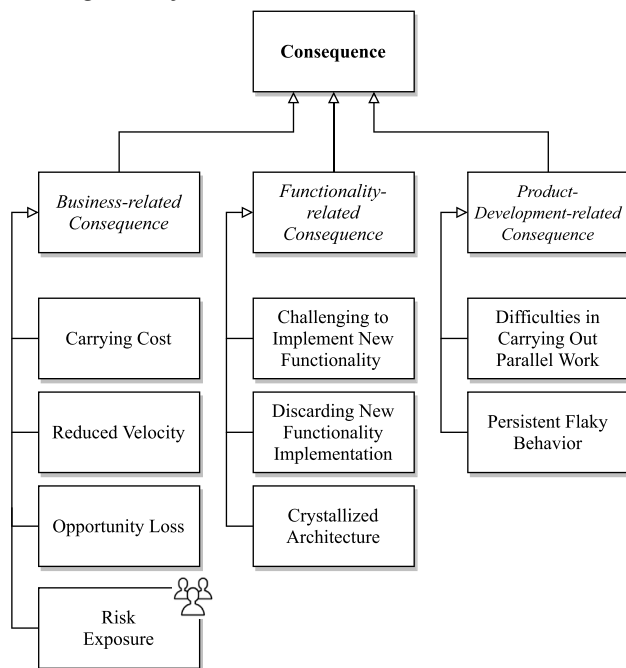 Consequence
Business-related
Consequence
Functionality-
related
Consequence
Product-
Development-related
Consequence
Carrying Cost
Challenging to
Implement New
Functionality
Difficulties in
Carrying Out
Parallel Work
Reduced Velocity
Discarding New
Functionality
Implementation
Persistent Flaky
Behavior
Opportunity Loss
Crystallized
Architecture
Risk
Exposure